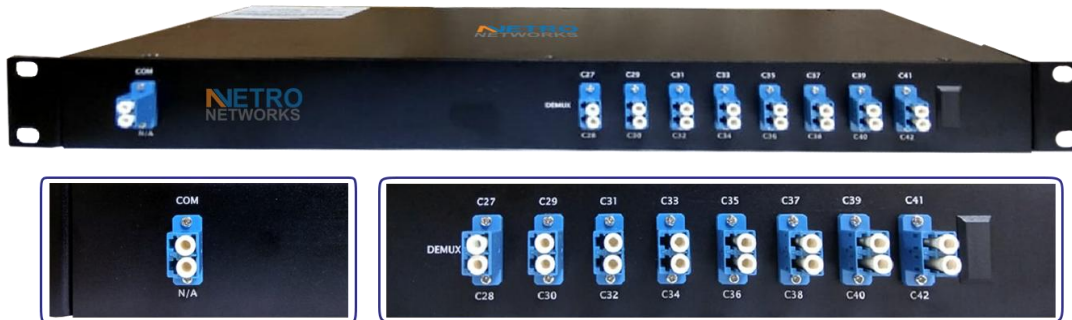 NETRO
NETWORKS
COM
N/A
NETRO
NETWORKS
C27 C29 C31 C33 C35 C37 C39 C41
DEMUX
C28 C30 C32 C34 C36 C38 C40 C42
COM
N/A
C27 C29 C31 C33 C35 C37 C39 C41
DEMUX
C28 C30 C32 C34 C36 C38 C40 C42